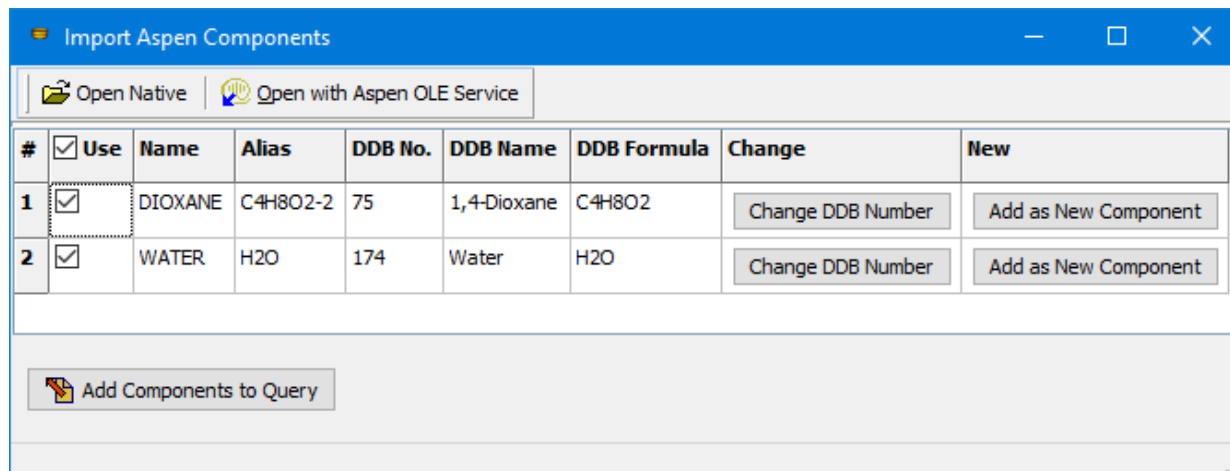 Import Aspen Components
Open Native Open with Aspen OLE Service
# Use Name Alias DDB No. DDB Name DDB Formula Change New
1 DIOXANE C4H8O2-2 75 1,4-Dioxane C4H8O2 Change DDB Number Add as New Component
2 WATER H2O 174 Water H2O Change DDB Number Add as New Component
Add Components to Query